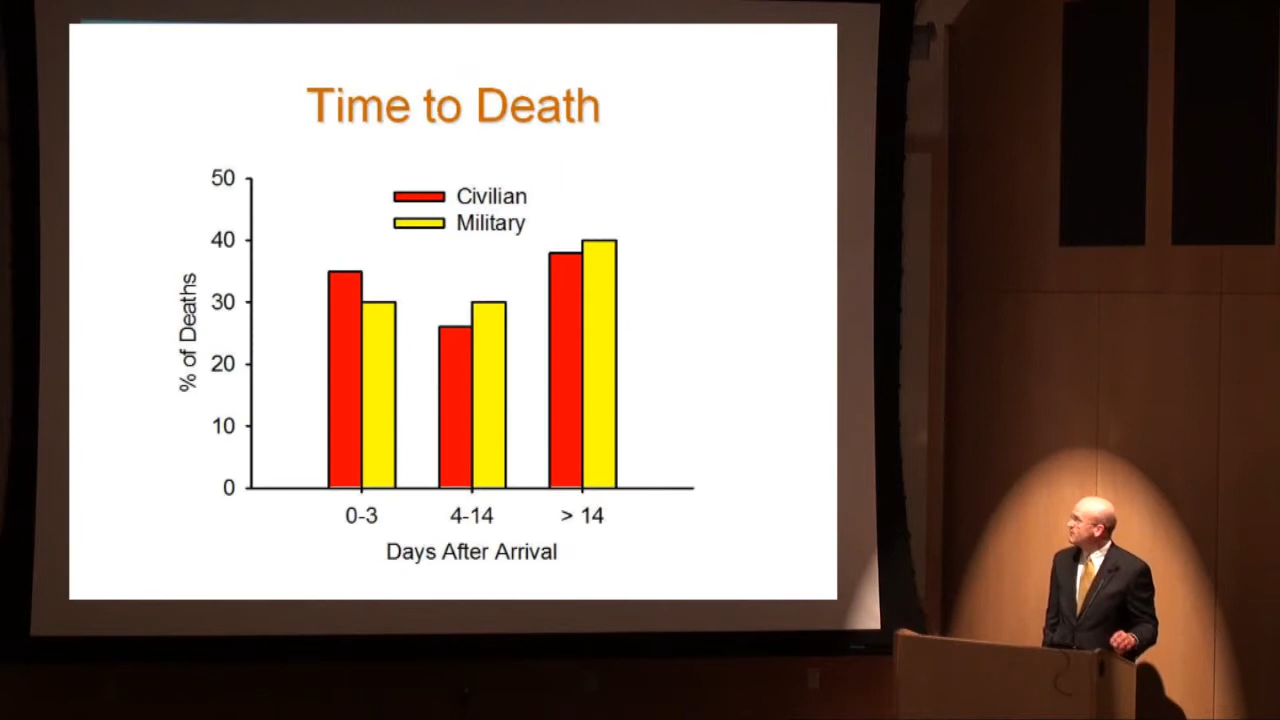 Time to Death
50
Civilian
Military
40
30
20
10
0
% of Deaths
0-3 4-14 > 14
Days After Arrival